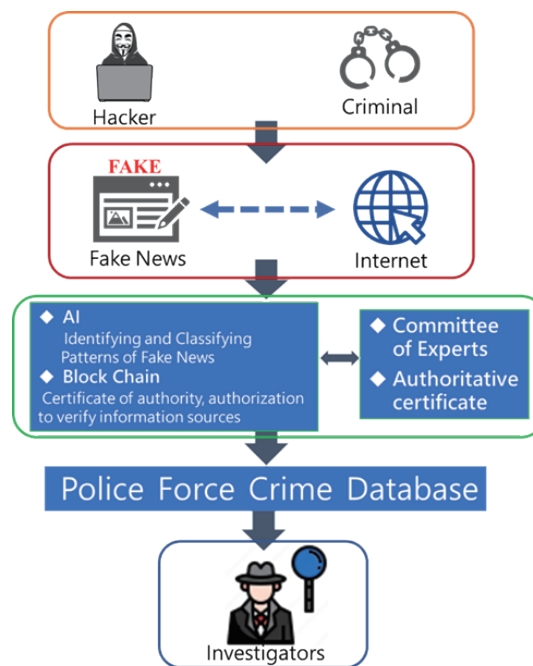 Hacker
Criminal
FAKE
Fake News
Internet
◆ AI
Identifying and Classifying
Patterns of Fake News
◆ Block Chain
Certificate of authority, authorization
to verify information sources
◆ Committee
of Experts
◆ Authoritative
certificate
Police Force Crime Database
Investigators